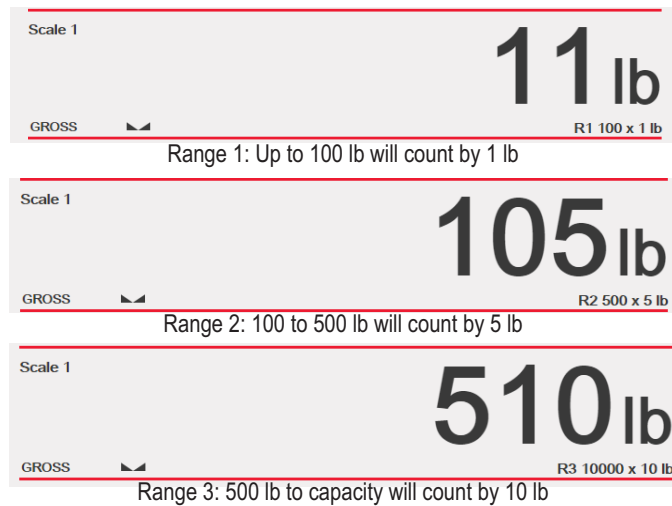 Scale 1
11 lb
GROSS R1 100 x 1 lb
Range 1: Up to 100 lb will count by 1 lb
Scale 1
105 lb
GROSS R2 500 x 5 lb
Range 2: 100 to 500 lb will count by 5 lb
Scale 1
510 lb
GROSS R3 10000 x 10 lb
Range 3: 500 lb to capacity will count by 10 lb